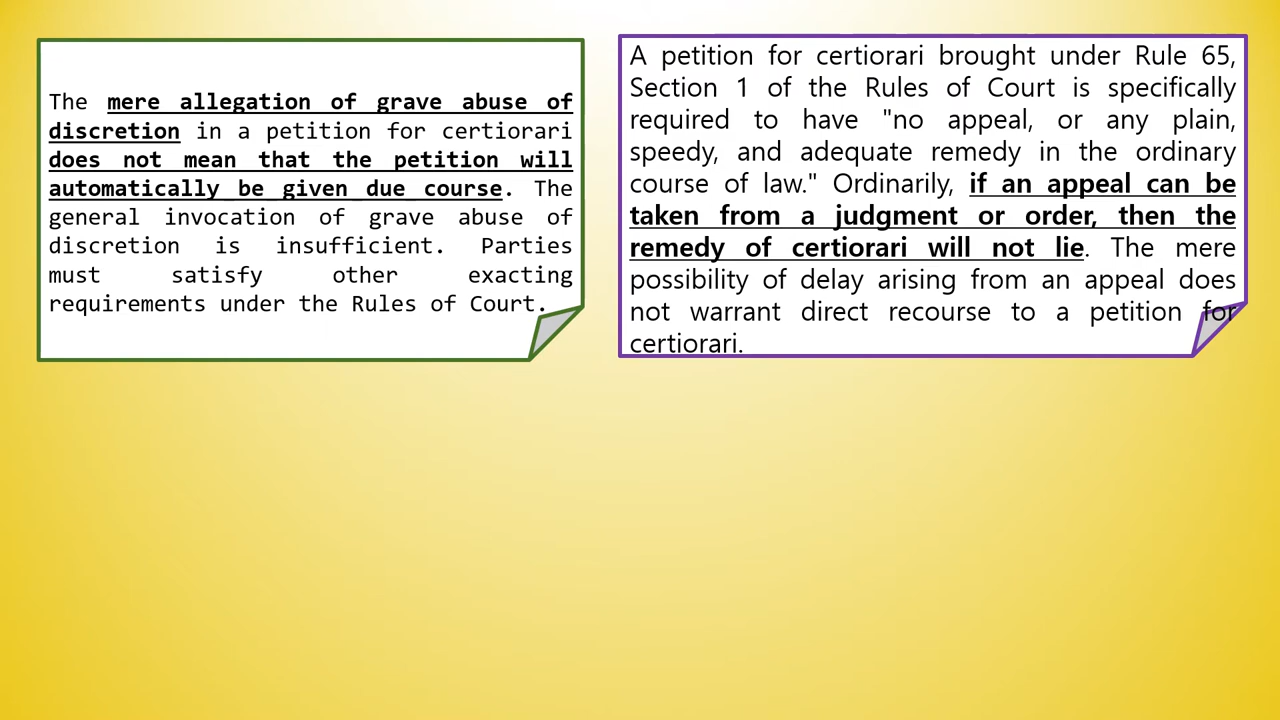 The mere allegation of grave abuse of
discretion in a petition for certiorari
does not mean that the petition will
automatically be given due course. The
general invocation of grave abuse of
discretion is insufficient. Parties
must satisfy other exacting
requirements under the Rules of Court.
A petition for certiorari brought under Rule 65,
Section 1 of the Rules of Court is specifically
required to have "no appeal, or any plain,
speedy, and adequate remedy in the ordinary
course of law." Ordinarily, if an appeal can be
taken from a judgment or order, then the
remedy of certiorari will not lie. The mere
possibility of delay arising from an appeal does
not warrant direct recourse to a petition for
certiorari.